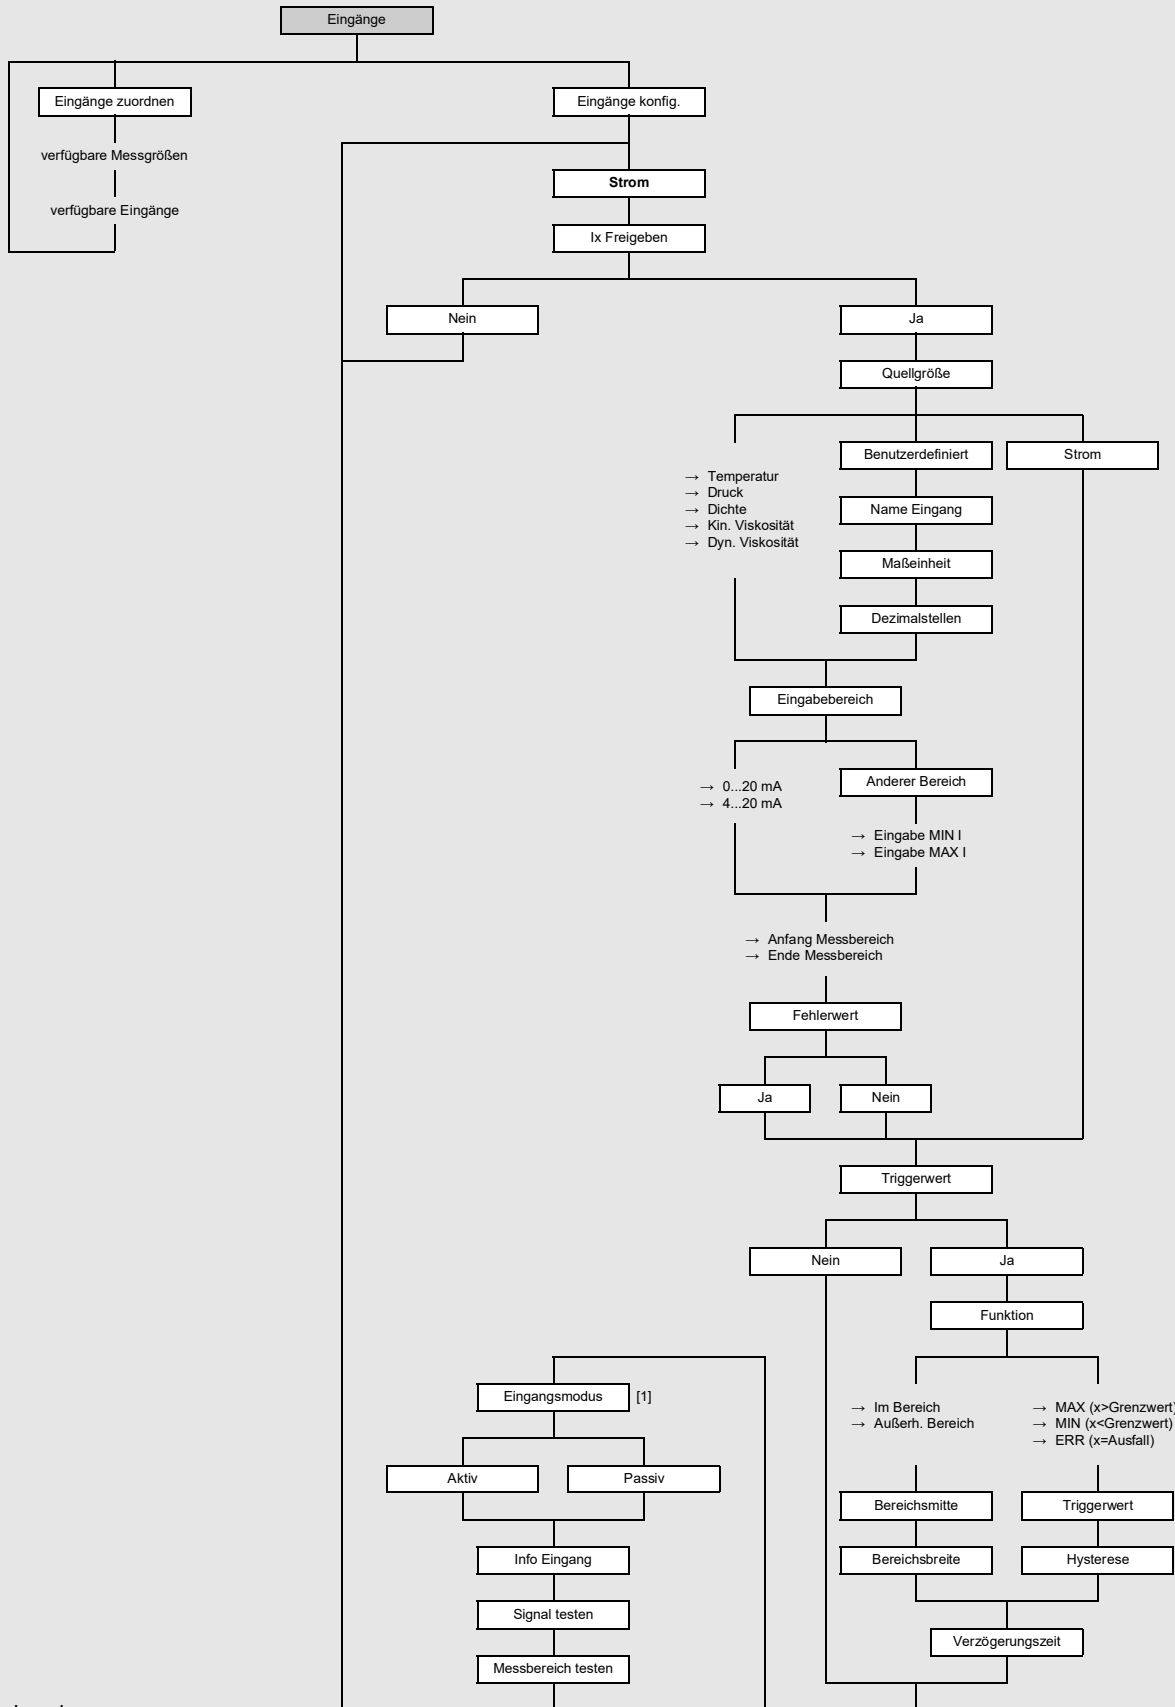 Eingänge
Eingänge zuordnen
Eingänge konfig.
verfügbare Messgrößen
Strom
verfügbare Eingänge
Ix Freigeben
Nein
Ja
Quellgröße
Benutzerdefiniert
Strom
→ Temperatur
→ Druck
→ Dichte
→ Kin. Viskosität
→ Dyn. Viskosität
Name Eingang
Maßeinheit
Dezimalstellen
Eingabebereich
→ 0...20 mA
→ 4...20 mA
Anderer Bereich
→ Eingabe MIN I
→ Eingabe MAX I
→ Anfang Messbereich
→ Ende Messbereich
Fehlerwert
Ja
Nein
Triggerwert
Nein
Ja
Funktion
Eingangsmodus [1]
→ Im Bereich
→ Außerh. Bereich
→ MAX (x>Grenzwert)
→ MIN (x<Grenzwert)
→ ERR (x=Ausfall)
Aktiv
Passiv
Bereichsmitte
Triggerwert
Info Eingang
Bereichsbreite
Hysterese
Signal testen
Verzögerungszeit
Messbereich testen